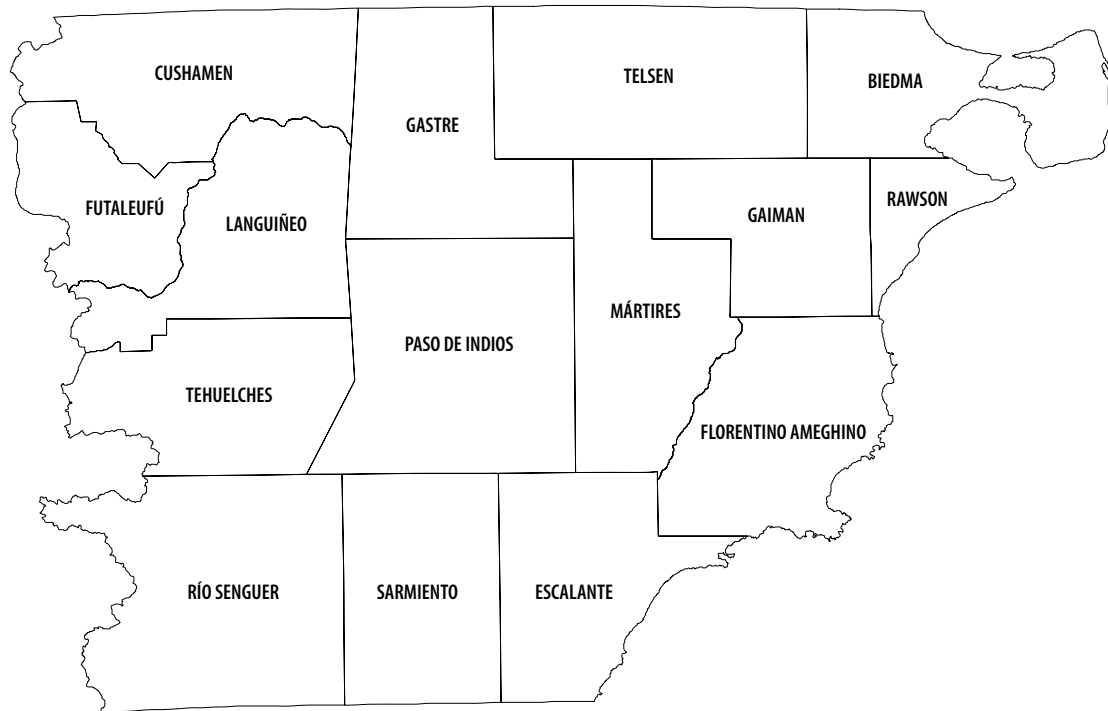 CUSHAMEN
TELSEN
BIEDMA
GASTRE
FUTALEUFÚ
LANGUIÑEO
GAIMAN
RAWSON
MÁRTIRES
PASO DE INDIOS
TEHUELCHES
FLORENTINO AMEGHINO
RÍO SENGUER
SARMIENTO
ESCALANTE